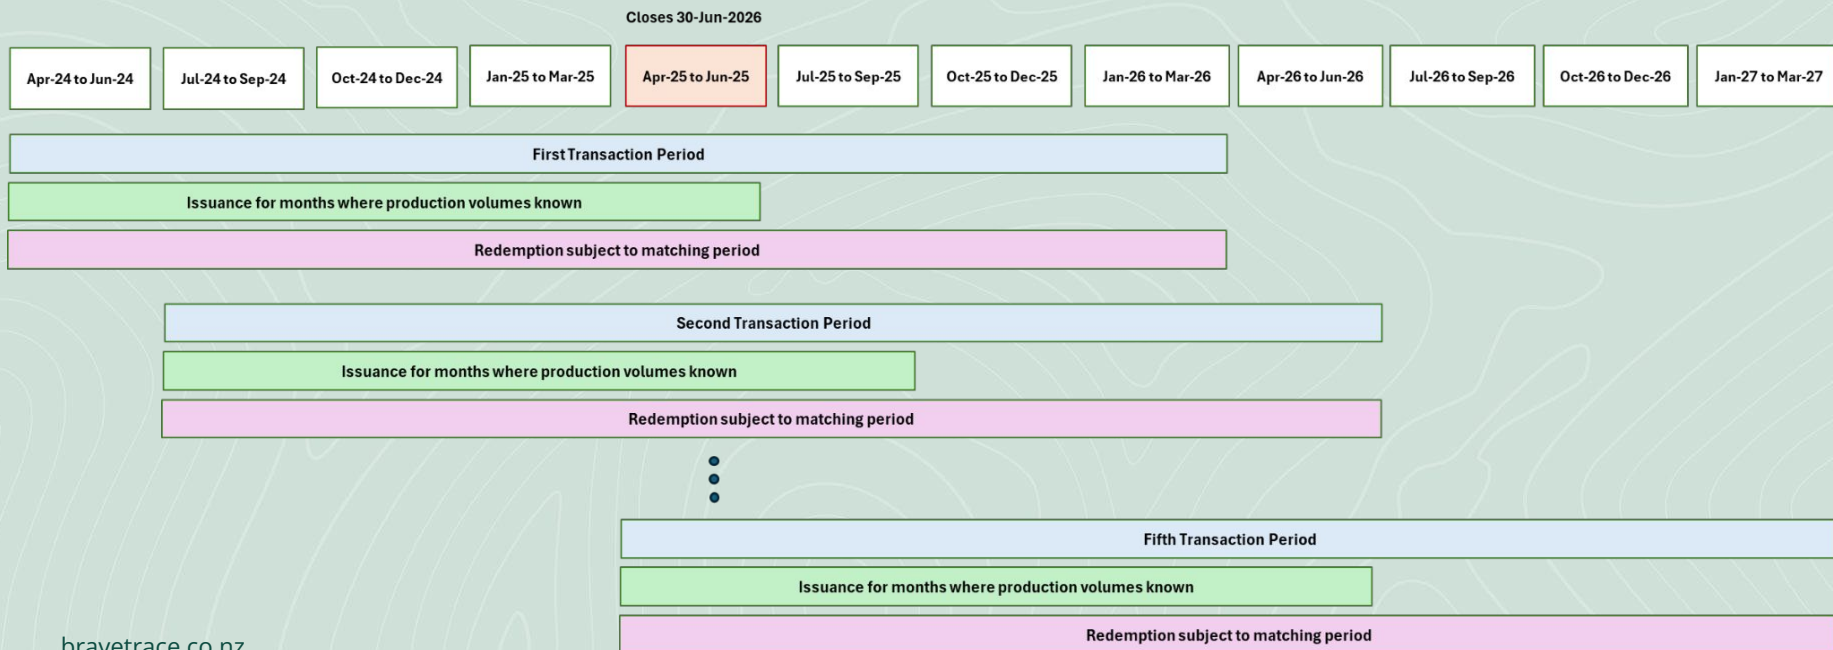 Closes 30-Jun-2026
Apr-24 to Jun-24
Jul-24 to Sep-24
Oct-24 to Dec-24
Jan-25 to Mar-25
Apr-25 to Jun-25
Jul-25 to Sep-25
Oct-25 to Dec-25
Jan-26 to Mar-26
Apr-26 to Jun-26
Jul-26 to Sep-26
Oct-26 to Dec-26
Jan-27 to Mar-27
First Transaction Period
Issuance for months where production volumes known
Redemption subject to matching period
Second Transaction Period
Issuance for months where production volumes known
Redemption subject to matching period
Fifth Transaction Period
Issuance for months where production volumes known
Redemption subject to matching period
bravetrace.co.nz